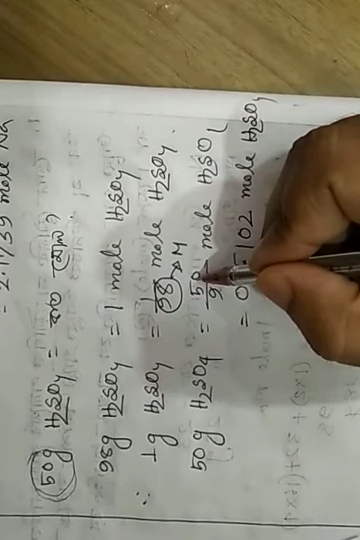 = 2.1739 mole Na
50g H2SO4 = কত মোল?
98g H2SO4 = 1 mole H2SO4
∴ 1g H2SO4 = 1/98 mole H2SO4.
50g H2SO4 = 50/98 mole H2SO4
= 0.5102 mole H2SO4